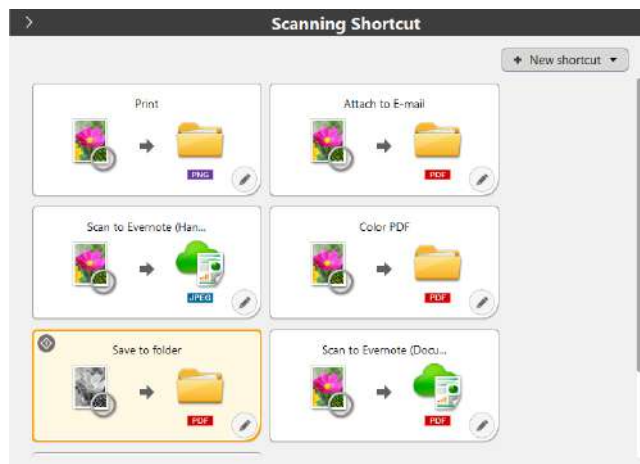 Scanning Shortcut
+ New shortcut
Print
PNG
Attach to E-mail
PDF
Scan to Evernote (Han...
JPEG
Color PDF
PDF
Save to folder
PDF
Scan to Evernote (Docu...
PDF